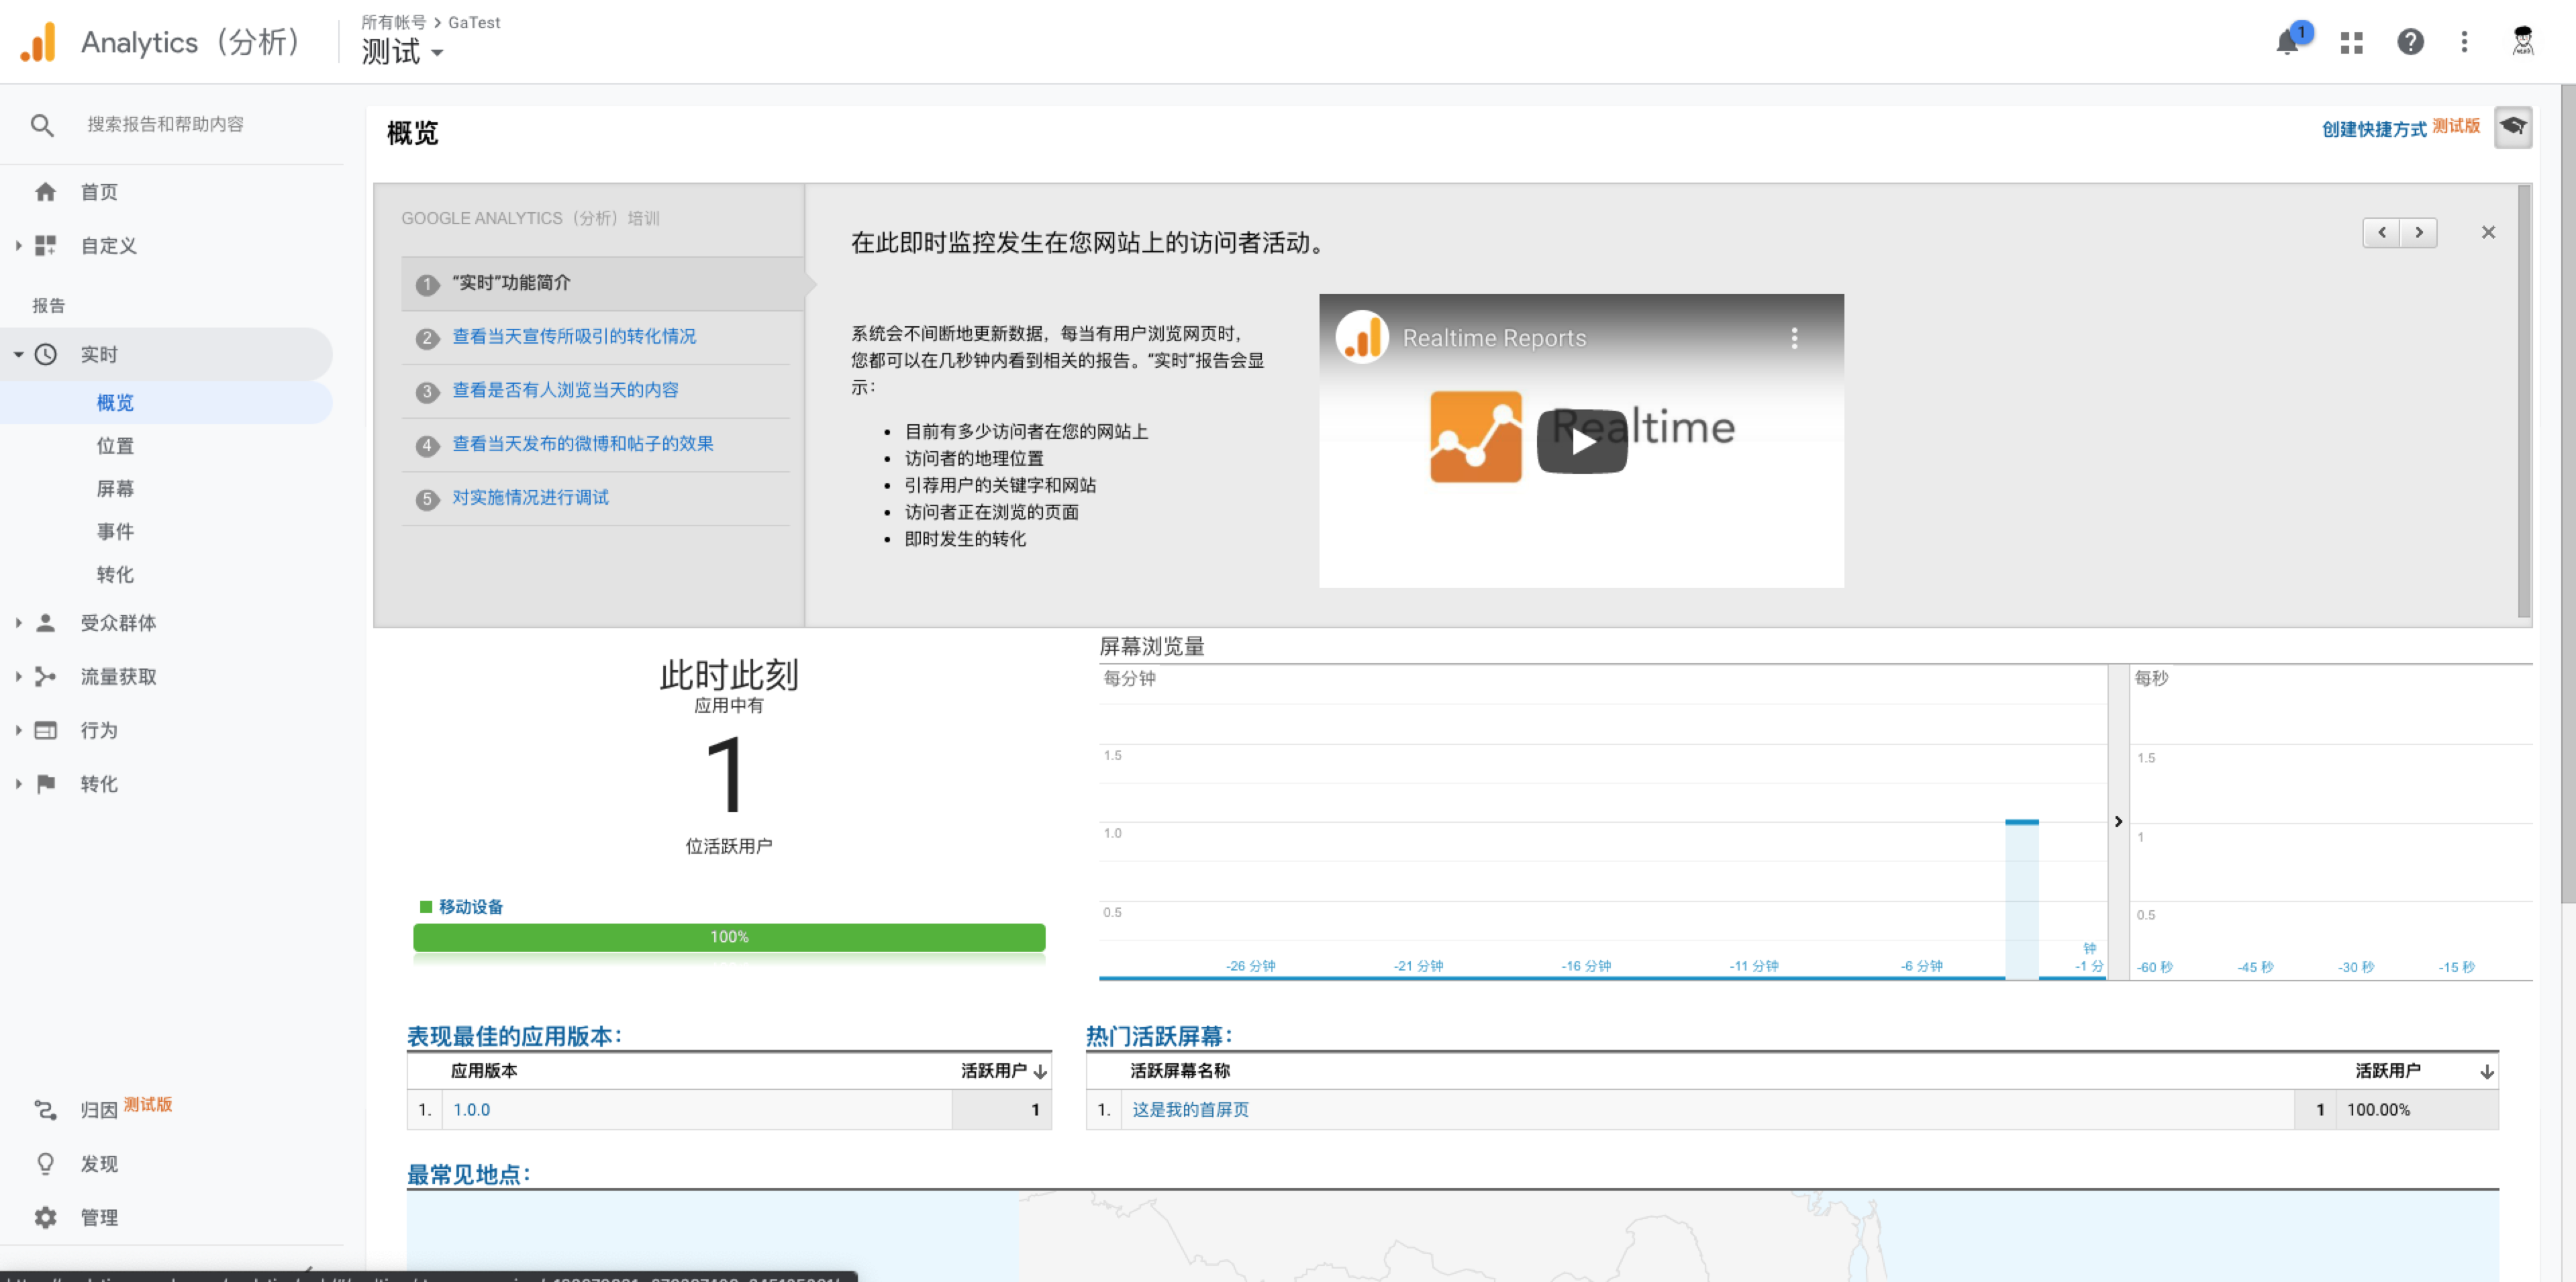 Analytics（分析）
所有帐号 > GaTest
测试
1
搜索报告和帮助内容
首页
自定义
报告
实时
概览
位置
屏幕
事件
转化
受众群体
流量获取
行为
转化
归因 测试版
发现
管理
概览
创建快捷方式 测试版
GOOGLE ANALYTICS（分析）培训
1 “实时”功能简介
2 查看当天宣传所吸引的转化情况
3 查看是否有人浏览当天的内容
4 查看当天发布的微博和帖子的效果
5 对实施情况进行调试
在此即时监控发生在您网站上的访问者活动。
系统会不间断地更新数据，每当有用户浏览网页时，
您都可以在几秒钟内看到相关的报告。“实时”报告会显
示：
• 目前有多少访问者在您的网站上
• 访问者的地理位置
• 引荐用户的关键字和网站
• 访问者正在浏览的页面
• 即时发生的转化
Realtime Reports
Realtime
此时此刻
应用中有
1
位活跃用户
移动设备
100%
屏幕浏览量
每分钟
1.5
1.0
0.5
-26 分钟 -21 分钟 -16 分钟 -11 分钟 -6 分钟 -1 分
钟
每秒
1.5
1
0.5
-60 秒 -45 秒 -30 秒 -15 秒
表现最佳的应用版本：
应用版本 活跃用户
1. 1.0.0 1
热门活跃屏幕：
活跃屏幕名称 活跃用户
1. 这是我的首屏页 1 100.00%
最常见地点：